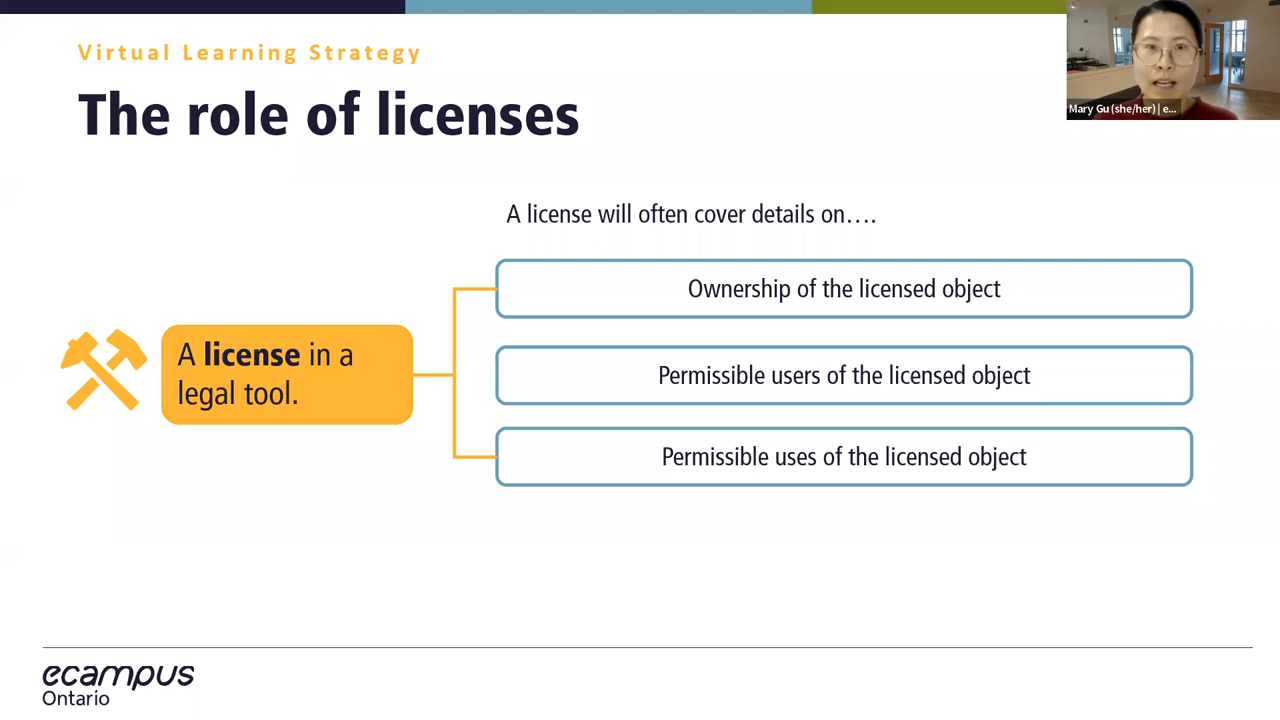 Virtual Learning Strategy
The role of licenses
Mary Gu (she/her) | e...
A license will often cover details on....
Ownership of the licensed object
A license in a
legal tool.
Permissible users of the licensed object
Permissible uses of the licensed object
ecampus
Ontario